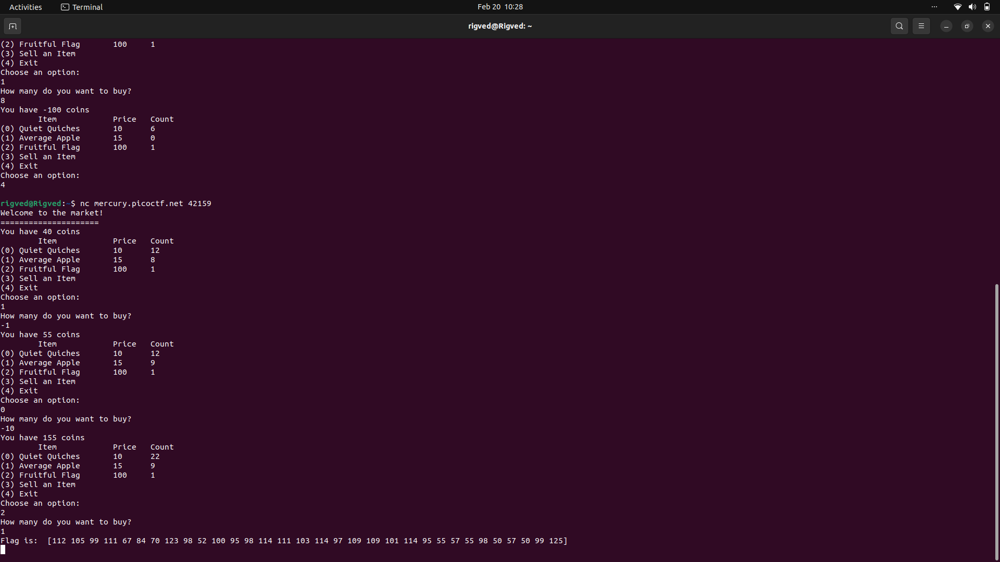 Activities Terminal Feb 20 10:28
rigved@Rigved: ~
(2) Fruitful Flag 100 1
(3) Sell an Item
(4) Exit
Choose an option:
1
How many do you want to buy?
8
You have -100 coins
Item Price Count
(0) Quiet Quiches 10 6
(1) Average Apple 15 0
(2) Fruitful Flag 100 1
(3) Sell an Item
(4) Exit
Choose an option:
4
rigved@Rigved:~$ nc mercury.picoctf.net 42159
Welcome to the market!
=====================
You have 40 coins
Item Price Count
(0) Quiet Quiches 10 12
(1) Average Apple 15 8
(2) Fruitful Flag 100 1
(3) Sell an Item
(4) Exit
Choose an option:
1
How many do you want to buy?
-1
You have 55 coins
Item Price Count
(0) Quiet Quiches 10 12
(1) Average Apple 15 9
(2) Fruitful Flag 100 1
(3) Sell an Item
(4) Exit
Choose an option:
0
How many do you want to buy?
-10
You have 155 coins
Item Price Count
(0) Quiet Quiches 10 22
(1) Average Apple 15 9
(2) Fruitful Flag 100 1
(3) Sell an Item
(4) Exit
Choose an option:
2
How many do you want to buy?
1
Flag is: [112 105 99 111 67 84 70 123 98 52 100 95 98 114 111 103 114 97 109 109 101 114 95 55 57 55 98 50 57 50 99 125]